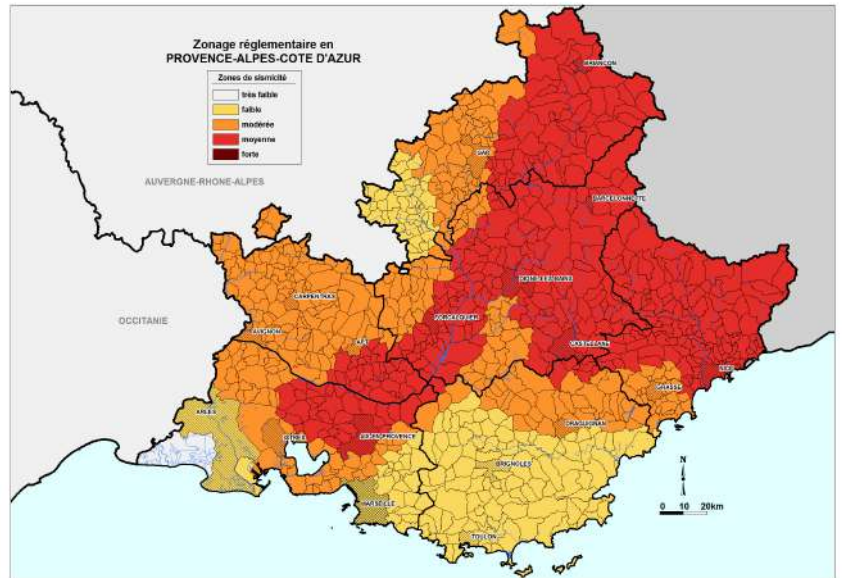 Zonage réglementaire en
PROVENCE-ALPES-COTE D'AZUR
Zones de sismicité
très faible
faible
modérée
moyenne
forte
BRIANÇON
GAP
AUVERGNE-RHONE-ALPES
BARCELONNETTE
DIGNE-LES-BAINS
CARPENTRAS
OCCITANIE
FORCALQUIER
AVIGNON
APT
CASTELLANE
NICE
GRASSE
ARLES
DRAGUIGNAN
ISTRES
AIX-EN-PROVENCE
BRIGNOLES
N
MARSEILLE
0 10 20km
TOULON